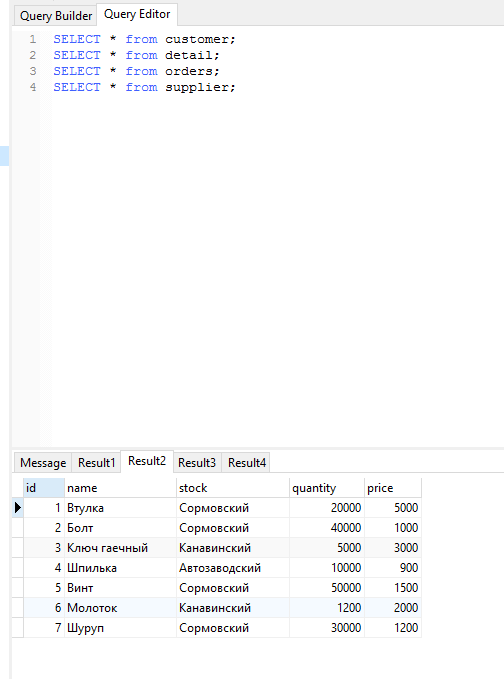 Query Builder Query Editor
1 SELECT * from customer;
2 SELECT * from detail;
3 SELECT * from orders;
4 SELECT * from supplier;
Message Result1 Result2 Result3 Result4
id name stock quantity price
1 Втулка Сормовский 20000 5000
2 Болт Сормовский 40000 1000
3 Ключ гаечный Канавинский 5000 3000
4 Шпилька Автозаводский 10000 900
5 Винт Сормовский 50000 1500
6 Молоток Канавинский 1200 2000
7 Шуруп Сормовский 30000 1200